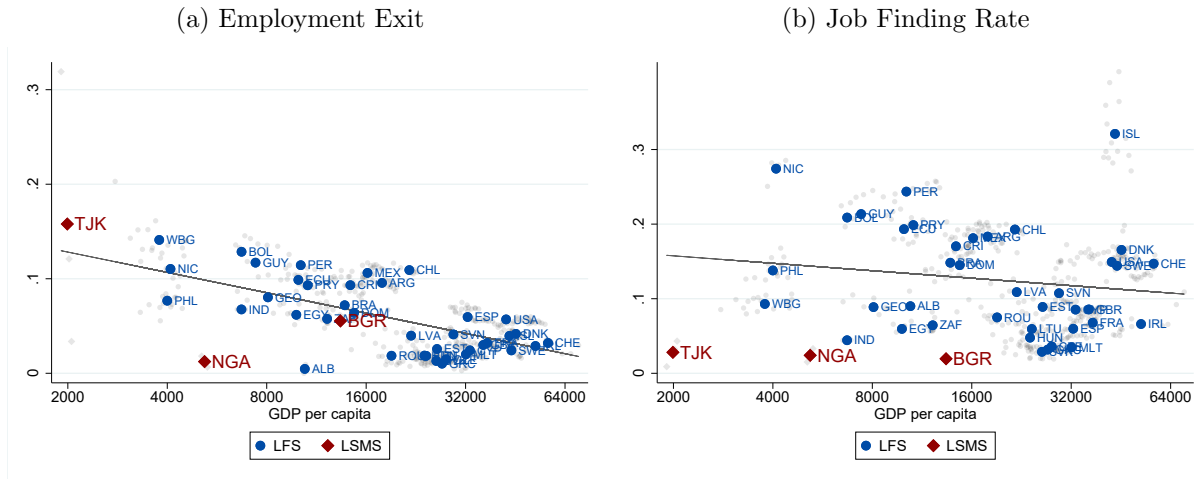 (a) Employment Exit
.3
.2
.1
0
TJK
WBG
NIC
PHL
BOL
GUY
IND
GEO
PER
ECU
PRY
EGY
CRI
MEX
ARG
CHL
BRA
DOM
BGR
NGA
ALB
LVA
SVN
ESP
USA
DNK
CHE
SWE
EST
MLT
GRC
2000 4000 8000 16000 32000 64000
GDP per capita
LFS LSMS
(b) Job Finding Rate
.3
.2
.1
0
ISL
NIC
PER
GUY
BOL
PRY
ECU
CHL
MEX
ARG
CRI
BRA
DOM
DNK
USA
SWE
CHE
PHL
WBG
GEO
ALB
EGY
ZAF
IND
LVA
SVN
EST
GBR
ROU
LTU
ESP
FRA
IRL
HUN
MLT
TJK
NGA
BGR
2000 4000 8000 16000 32000 64000
GDP per capita
LFS LSMS